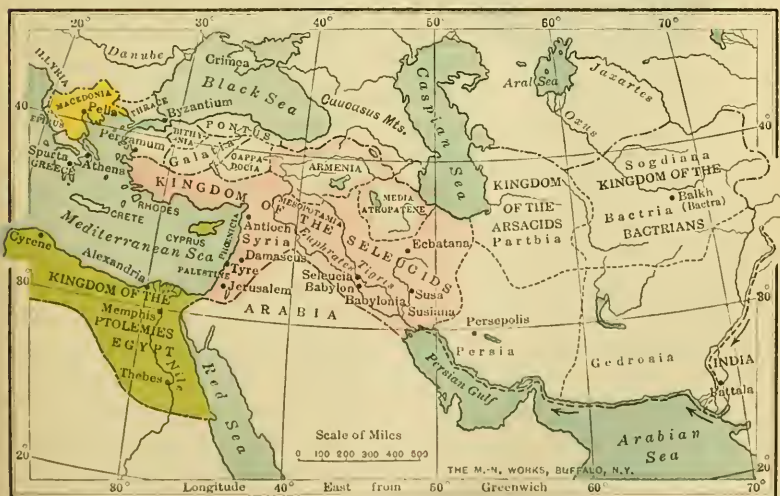 20° 30° 40° 50° 60° 70°
ILLYRIA
Danube
Crimea
Black Sea
Caucasus Mts.
Caspian Sea
Aral Sea
Jaxartes
Oxus
40
40
MACEDONIA
Pella
THRACE
Byzantium
EPIRUS
BITHYNIA
PONTUS
Pergamum
Galatia
CAPPADOCIA
ARMENIA
Sparta
Athena
GREECE
MEDIA ATROPATENE
KINGDOM OF THE SELEUCIDS
MESOPOTAMIA
KINGDOM OF THE ARSACIDS
Partbia
Sogdiana
KINGDOM OF THE
Balkh
(Bactra)
Bactria
BACTRIANS
RHODES
CRETE
Mediterranean Sea
CYPRUS
PHŒNICIA
Antioch
Syria
Damascus
Euphrates
Tigris
Ecbatana
Cyrene
Alexandria
PALESTINE
Tyre
Jerusalem
Seleucia
Babylon
Babylonia
Susa
Susiana
30
30
KINGDOM OF THE
Memphis
PTOLEMIES
EGYPT
Nile
Thebes
ARABIA
Persepolis
Persia
Gedrosia
INDIA
Pattala
Red Sea
Persian Gulf
Arabian Sea
Scale of Miles
0 100 200 300 400 500
THE M.-N. WORKS, BUFFALO, N.Y.
20
20
30° Longitude 40° East from 50° Greenwich 60° 70°